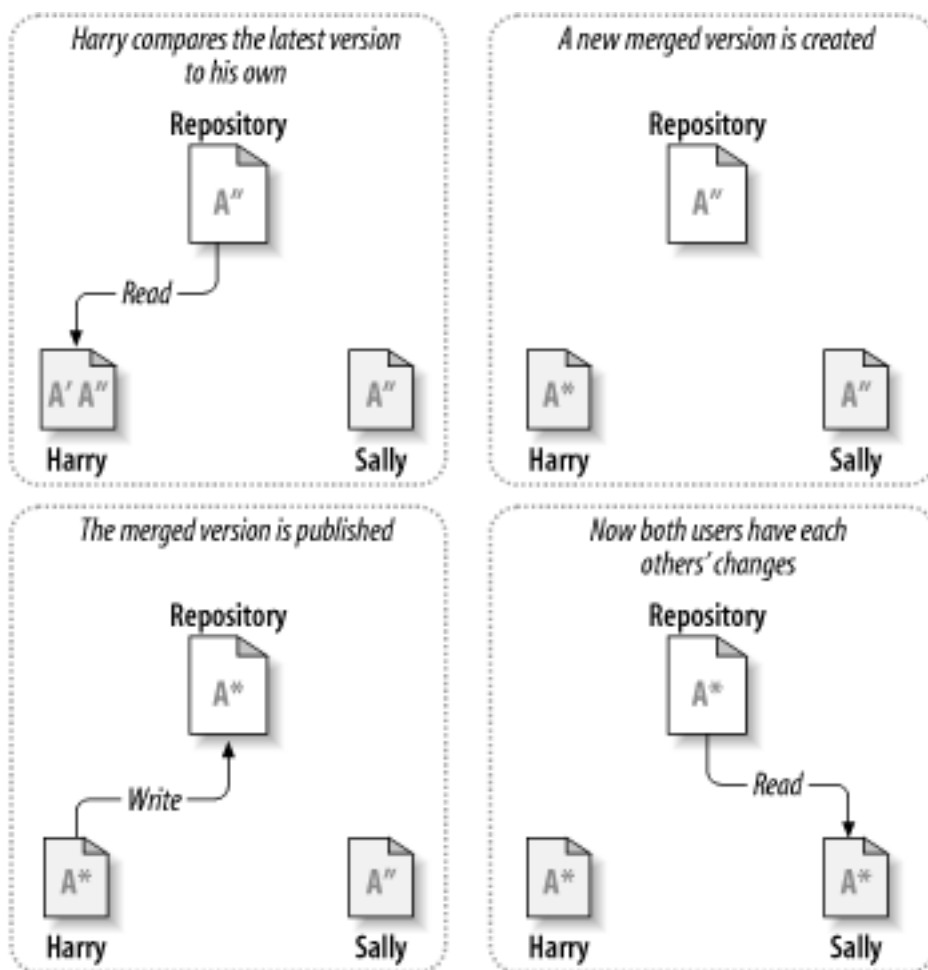 Harry compares the latest version
to his own
Repository
A″
Read
A′ A″
A″
Harry
Sally
A new merged version is created
Repository
A″
A*
A″
Harry
Sally
The merged version is published
Repository
A*
Write
A*
A″
Harry
Sally
Now both users have each
others’ changes
Repository
A*
Read
A*
A*
Harry
Sally